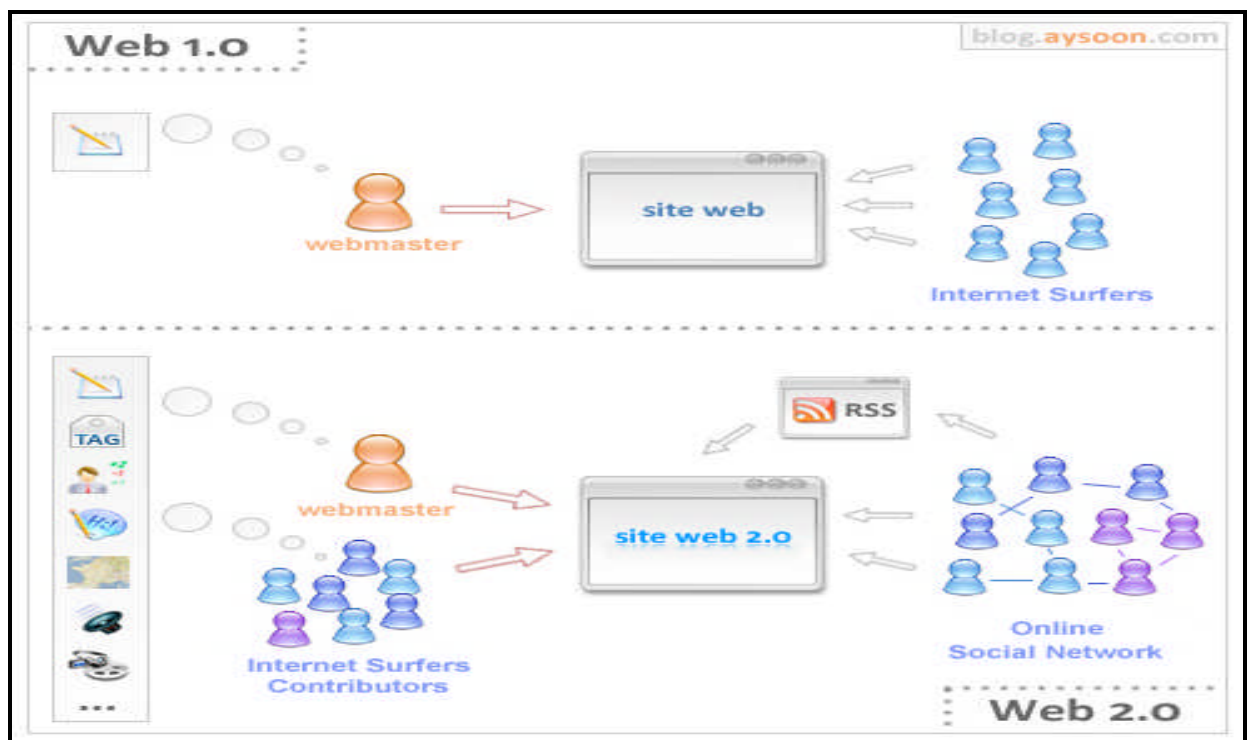 Web 1.0
blog.aysoon.com
site web
webmaster
Internet Surfers
TAG
RSS
webmaster
site web 2.0
Internet Surfers
Contributors
Online
Social Network
...
Web 2.0